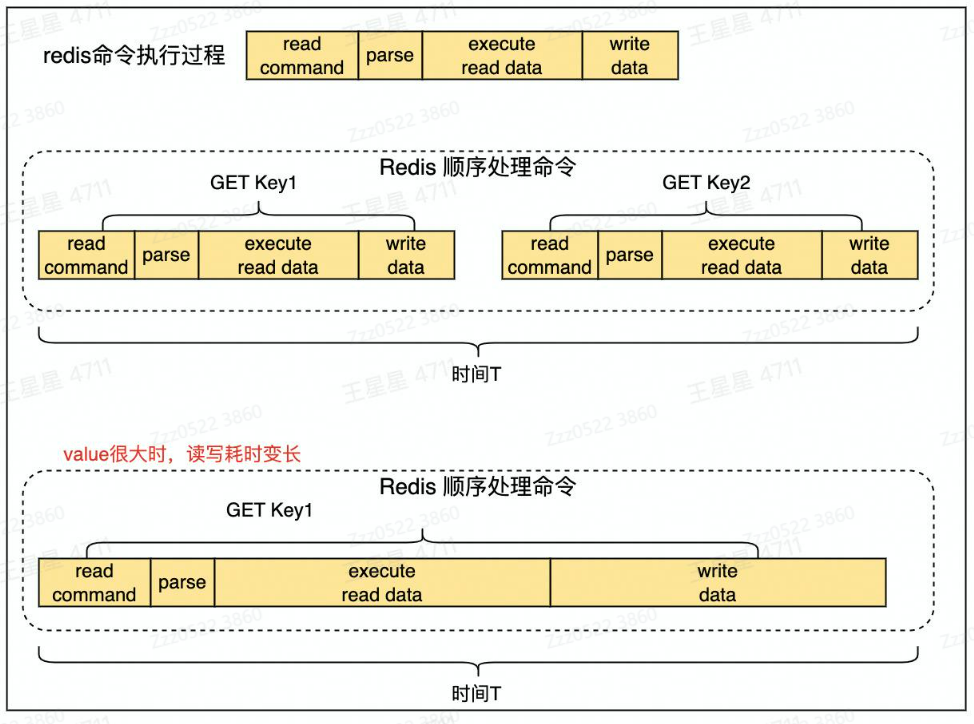 redis命令执行过程
read command
parse
execute read data
write data
Redis 顺序处理命令
GET Key1
GET Key2
read command
parse
execute read data
write data
read command
parse
execute read data
write data
时间T
value很大时，读写耗时变长
Redis 顺序处理命令
GET Key1
read command
parse
execute read data
write data
时间T
王星星 4711
Zzz0522 3860